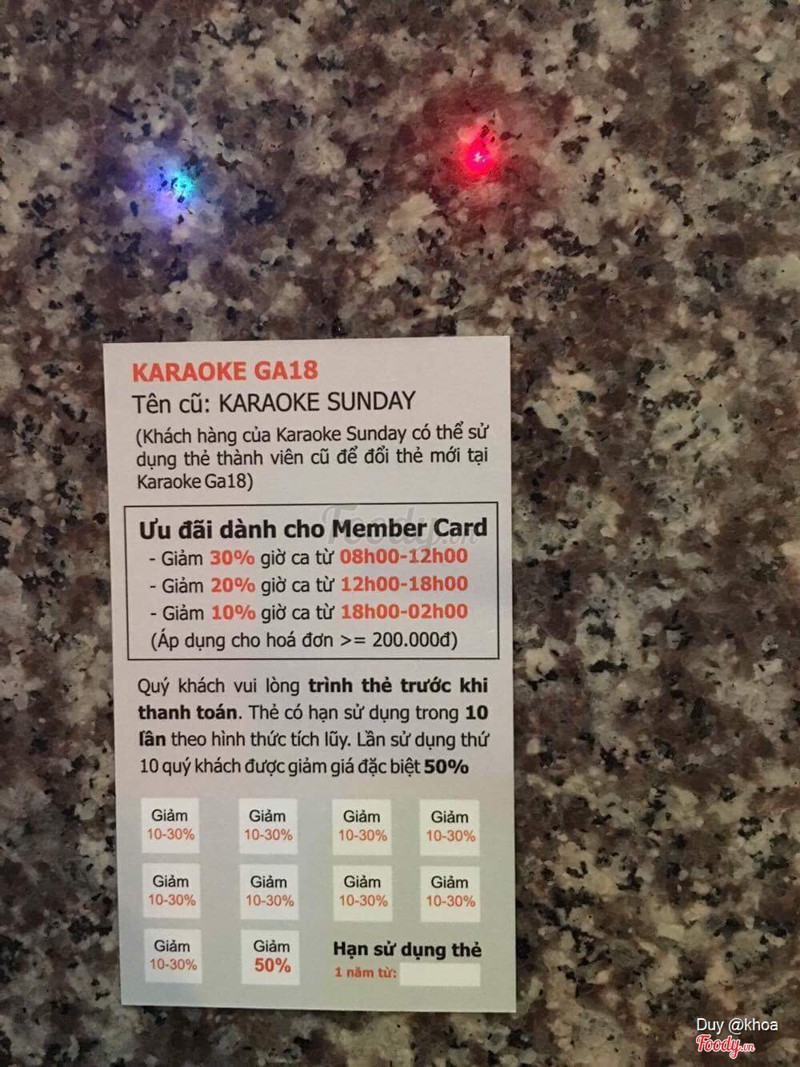 KARAOKE GA18
Tên cũ: KARAOKE SUNDAY
(Khách hàng của Karaoke Sunday có thể sử
dụng thẻ thành viên cũ để đổi thẻ mới tại
Karaoke Ga18)
Ưu đãi dành cho Member Card
- Giảm 30% giờ ca từ 08h00-12h00
- Giảm 20% giờ ca từ 12h00-18h00
- Giảm 10% giờ ca từ 18h00-02h00
(Áp dụng cho hoá đơn >= 200.000đ)
Quý khách vui lòng trình thẻ trước khi
thanh toán. Thẻ có hạn sử dụng trong 10
lần theo hình thức tích lũy. Lần sử dụng thứ
10 quý khách được giảm giá đặc biệt 50%
Giảm Giảm Giảm Giảm
10-30% 10-30% 10-30% 10-30%
Giảm Giảm Giảm Giảm
10-30% 10-30% 10-30% 10-30%
Giảm Giảm Hạn sử dụng thẻ
10-30% 50% 1 năm từ:
Foody.vn
Duy @khoa
Foody.vn